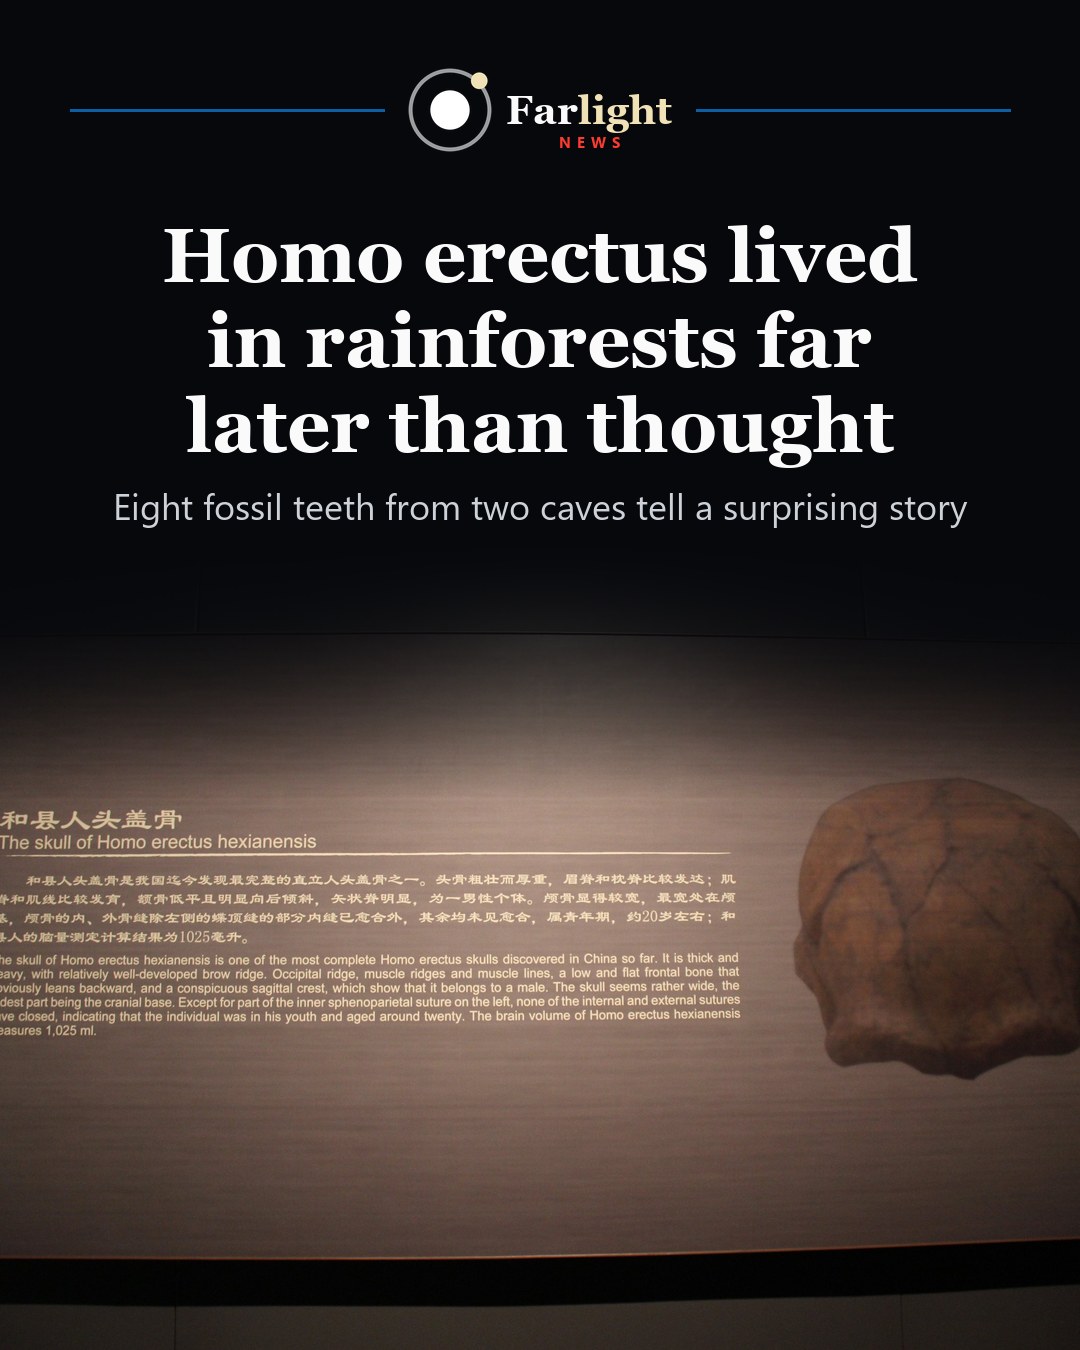 Farlight
NEWS
Homo erectus lived
in rainforests far
later than thought
Eight fossil teeth from two caves tell a surprising story
和县人头盖骨
The skull of Homo erectus hexianensis
和县人头盖骨是我国迄今发现最完整的直立人头盖骨之一。头骨粗壮而厚重，眉脊和枕脊比较发达；肌
脊和肌线比较发育，额骨低平且明显向后倾斜，矢状脊明显，为一男性个体。颅骨显得较宽，最宽处在颅
基，颅骨的内、外骨缝除左侧的蝶顶缝的部分内缝已愈合外，其余均未见愈合，属青年期，约20岁左右；和
县人的脑量测定计算结果为1025毫升。
he skull of Homo erectus hexianensis is one of the most complete Homo erectus skulls discovered in China so far. It is thick and
eavy, with relatively well-developed brow ridge. Occipital ridge, muscle ridges and muscle lines, a low and flat frontal bone that
viously leans backward, and a conspicuous sagittal crest, which show that it belongs to a male. The skull seems rather wide, the
dest part being the cranial base. Except for part of the inner sphenoparietal suture on the left, none of the internal and external sutures
ve closed, indicating that the individual was in his youth and aged around twenty. The brain volume of Homo erectus hexianensis
easures 1,025 ml.